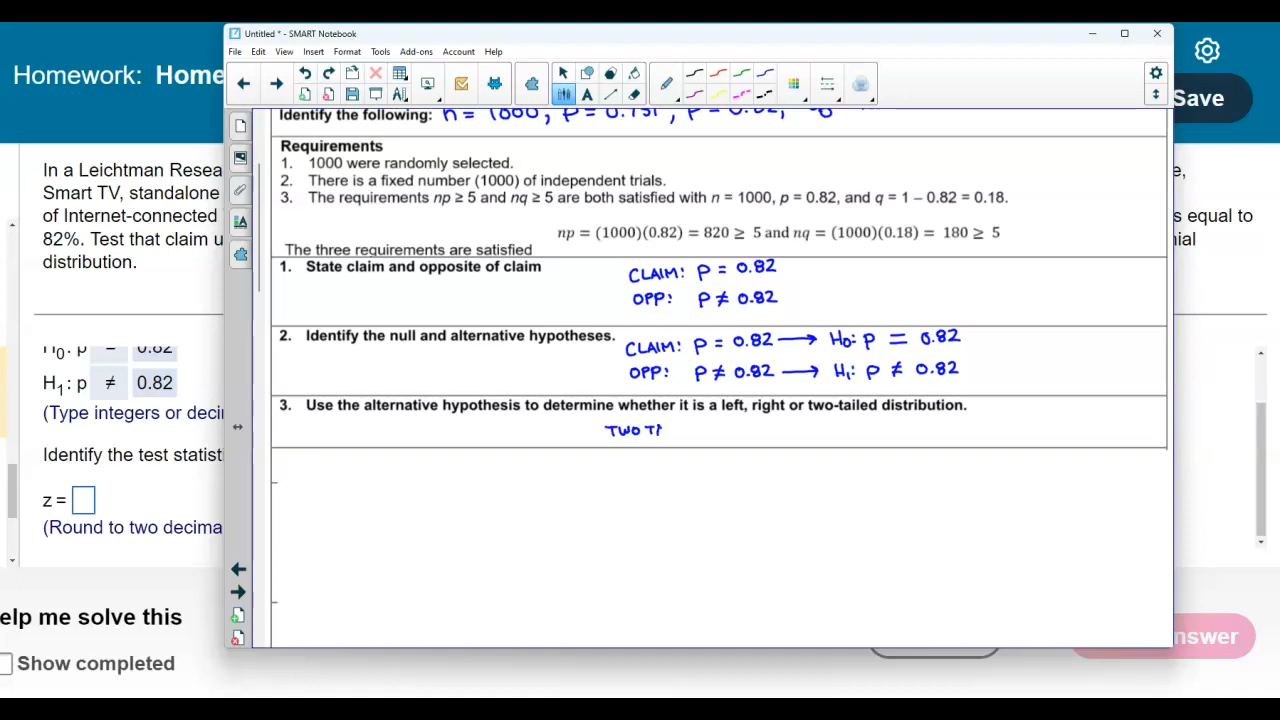 Untitled * - SMART Notebook
File Edit View Insert Format Tools Add-ons Account Help
Homework: Home
Save
Identify the following: n = 1000, p = 0.82,
Requirements
1. 1000 were randomly selected.
2. There is a fixed number (1000) of independent trials.
3. The requirements np ≥ 5 and nq ≥ 5 are both satisfied with n = 1000, p = 0.82, and q = 1 – 0.82 = 0.18.
np = (1000)(0.82) = 820 ≥ 5 and nq = (1000)(0.18) = 180 ≥ 5
The three requirements are satisfied
1. State claim and opposite of claim
CLAIM: P = 0.82
OPP: P ≠ 0.82
2. Identify the null and alternative hypotheses.
CLAIM: P = 0.82 → H0: P = 0.82
OPP: P ≠ 0.82 → H1: P ≠ 0.82
3. Use the alternative hypothesis to determine whether it is a left, right or two-tailed distribution.
TWO
In a Leichtman Resea
Smart TV, standalone
of Internet-connected
s equal to
82%. Test that claim u
distribution.
H0: p = 0.82
H1: p ≠ 0.82
(Type integers or deci
Identify the test statist
z =
(Round to two decima
elp me solve this
Show completed
nswer